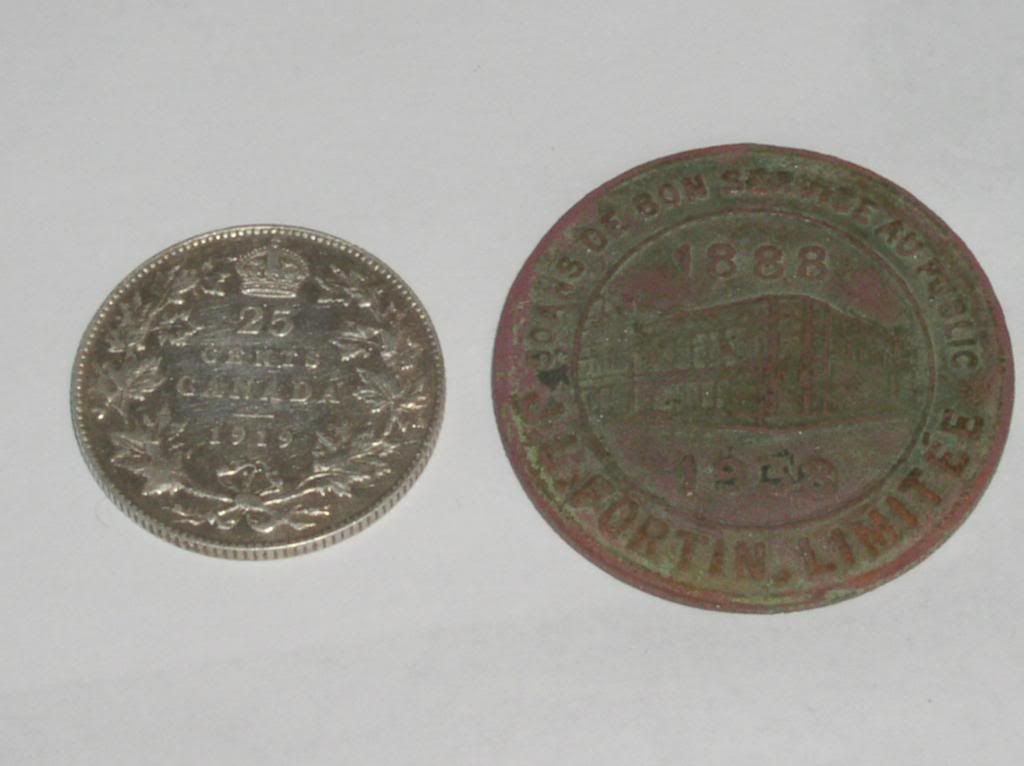 25
CENTS
CANADA
1919
ANS DE BON SERVICE AU PUBLIC
1888
FORTIN, LIMITÉE